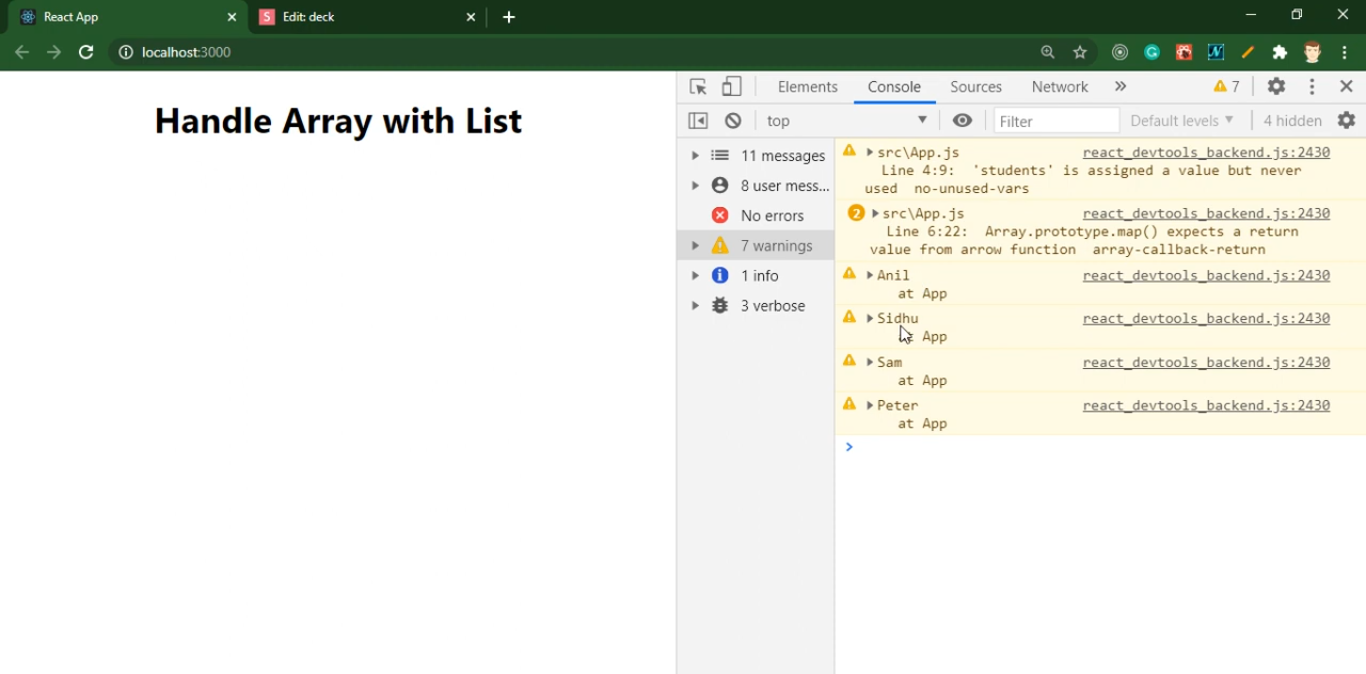 React App
S Edit: deck
localhost:3000
Handle Array with List
Elements Console Sources Network » 7
top Filter Default levels 4 hidden
11 messages
8 user mess...
No errors
7 warnings
1 info
3 verbose
src\App.js react_devtools_backend.js:2430
Line 4:9: 'students' is assigned a value but never
used no-unused-vars
2 src\App.js react_devtools_backend.js:2430
Line 6:22: Array.prototype.map() expects a return
value from arrow function array-callback-return
Anil react_devtools_backend.js:2430
at App
Sidhu react_devtools_backend.js:2430
App
Sam react_devtools_backend.js:2430
at App
Peter react_devtools_backend.js:2430
at App